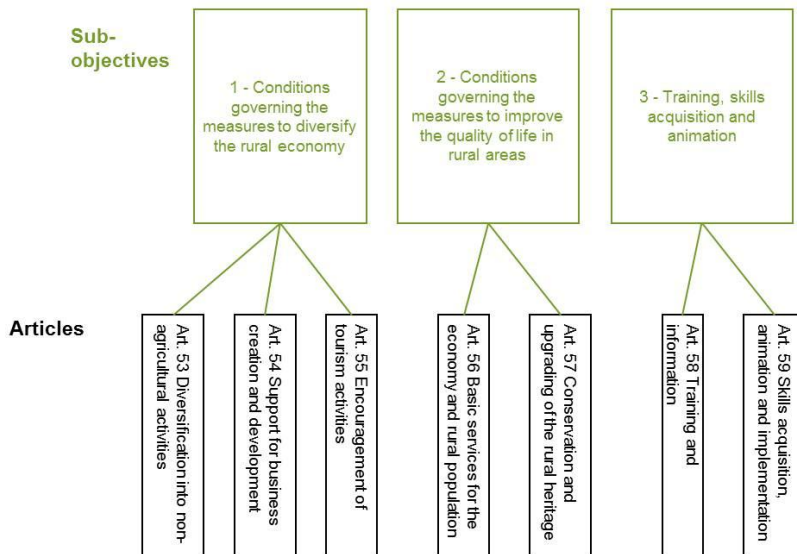 Sub-
objectives
1 - Conditions
governing the
measures to diversify
the rural economy
2 - Conditions
governing the
measures to improve
the quality of life in
rural areas
3 - Training, skills
acquisition and
animation
Articles
Art. 53 Diversification into non-
agricultural activities
Art. 54 Support for business
creation and development
Art. 55 Encouragement of
tourism activities
Art. 56 Basic services for the
economy and rural population
Art. 57 Conservation and
upgrading of the rural heritage
Art. 58 Training and
information
Art. 59 Skills acquisition,
animation and implementation